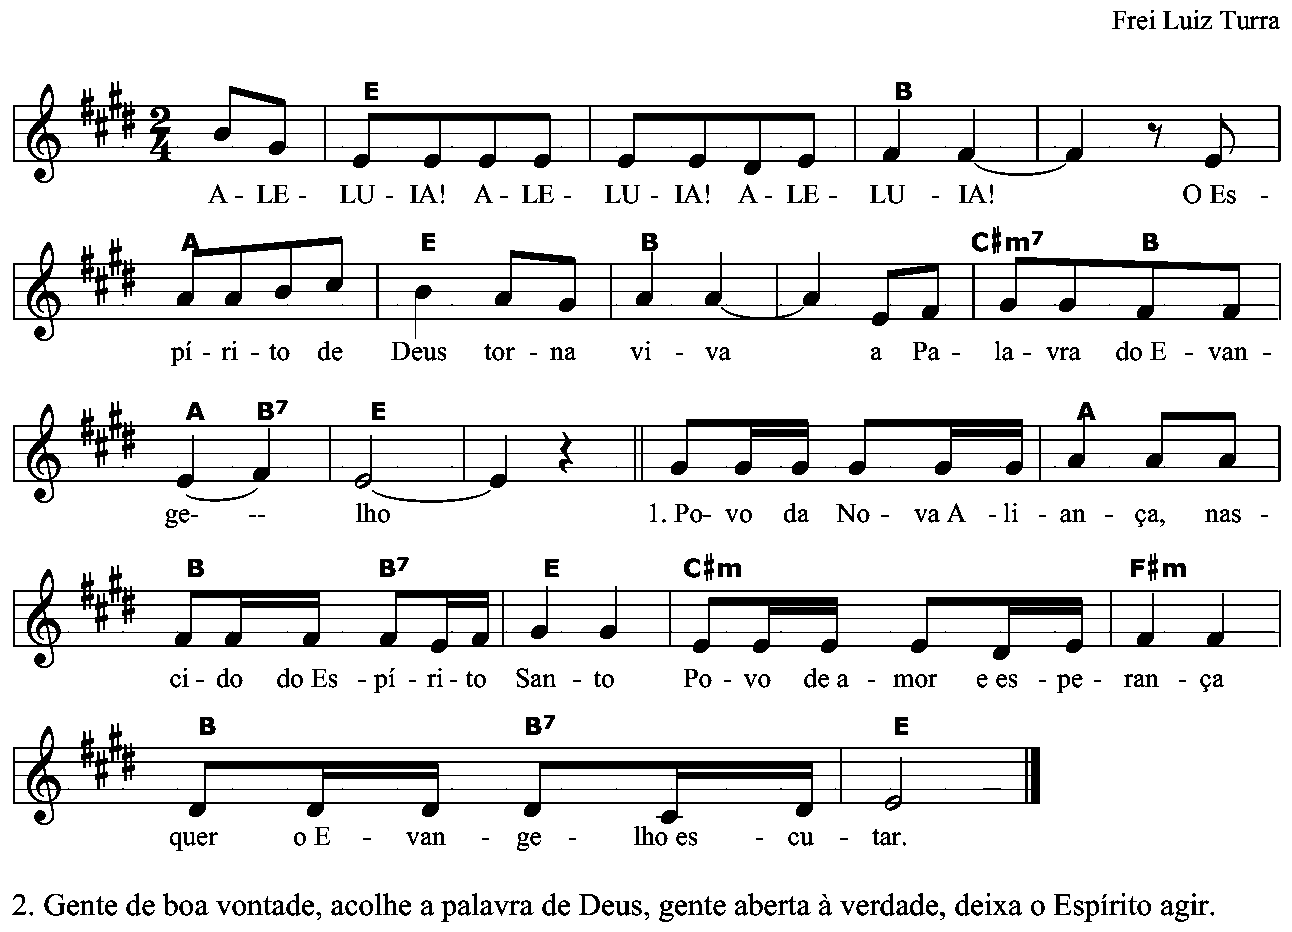 Frei Luiz Turra
E B
2 4
A - LE - LU - IA! A - LE - LU - IA! A - LE - LU - IA! O Es -
A E B C#m7 B
pí - ri - to de Deus tor - na vi - va a Pa - la - vra do E - van -
A B7 E A
ge- -- lho 1. Po- vo da No - va A - li - an - ça, nas -
B B7 E C#m F#m
ci - do do Es - pí - ri - to San - to Po - vo de a - mor e es - pe - ran - ça
B B7 E
quer o E - van - ge - lho es - cu - tar.
2. Gente de boa vontade, acolhe a palavra de Deus, gente aberta à verdade, deixa o Espírito agir.